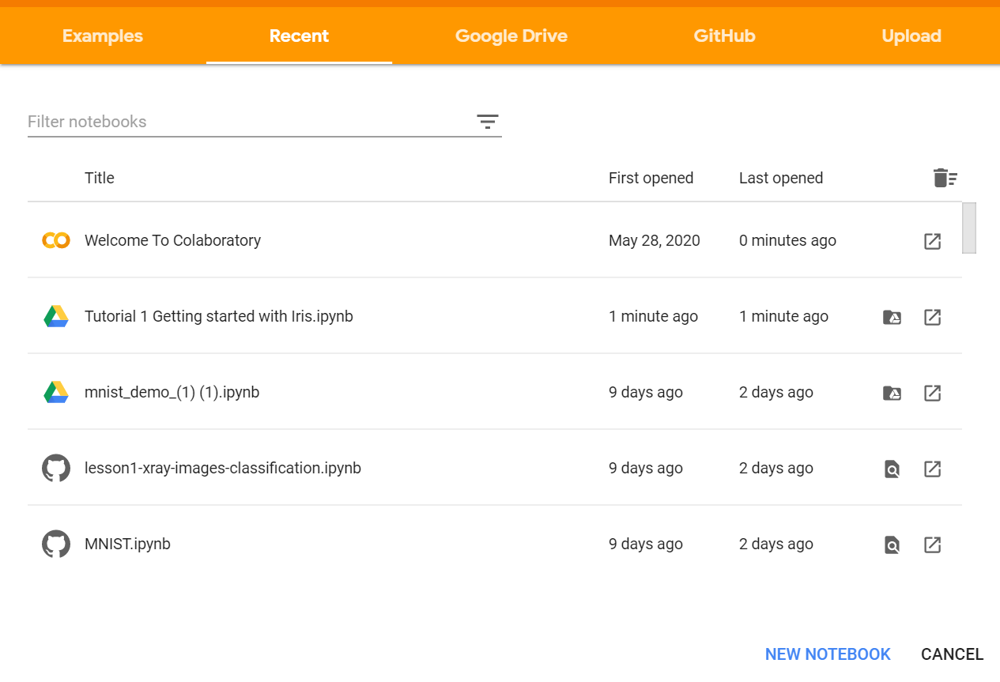 Examples Recent Google Drive GitHub Upload
Filter notebooks
Title First opened Last opened
Welcome To Colaboratory May 28, 2020 0 minutes ago
Tutorial 1 Getting started with Iris.ipynb 1 minute ago 1 minute ago
mnist_demo_(1) (1).ipynb 9 days ago 2 days ago
lesson1-xray-images-classification.ipynb 9 days ago 2 days ago
MNIST.ipynb 9 days ago 2 days ago
NEW NOTEBOOK CANCEL